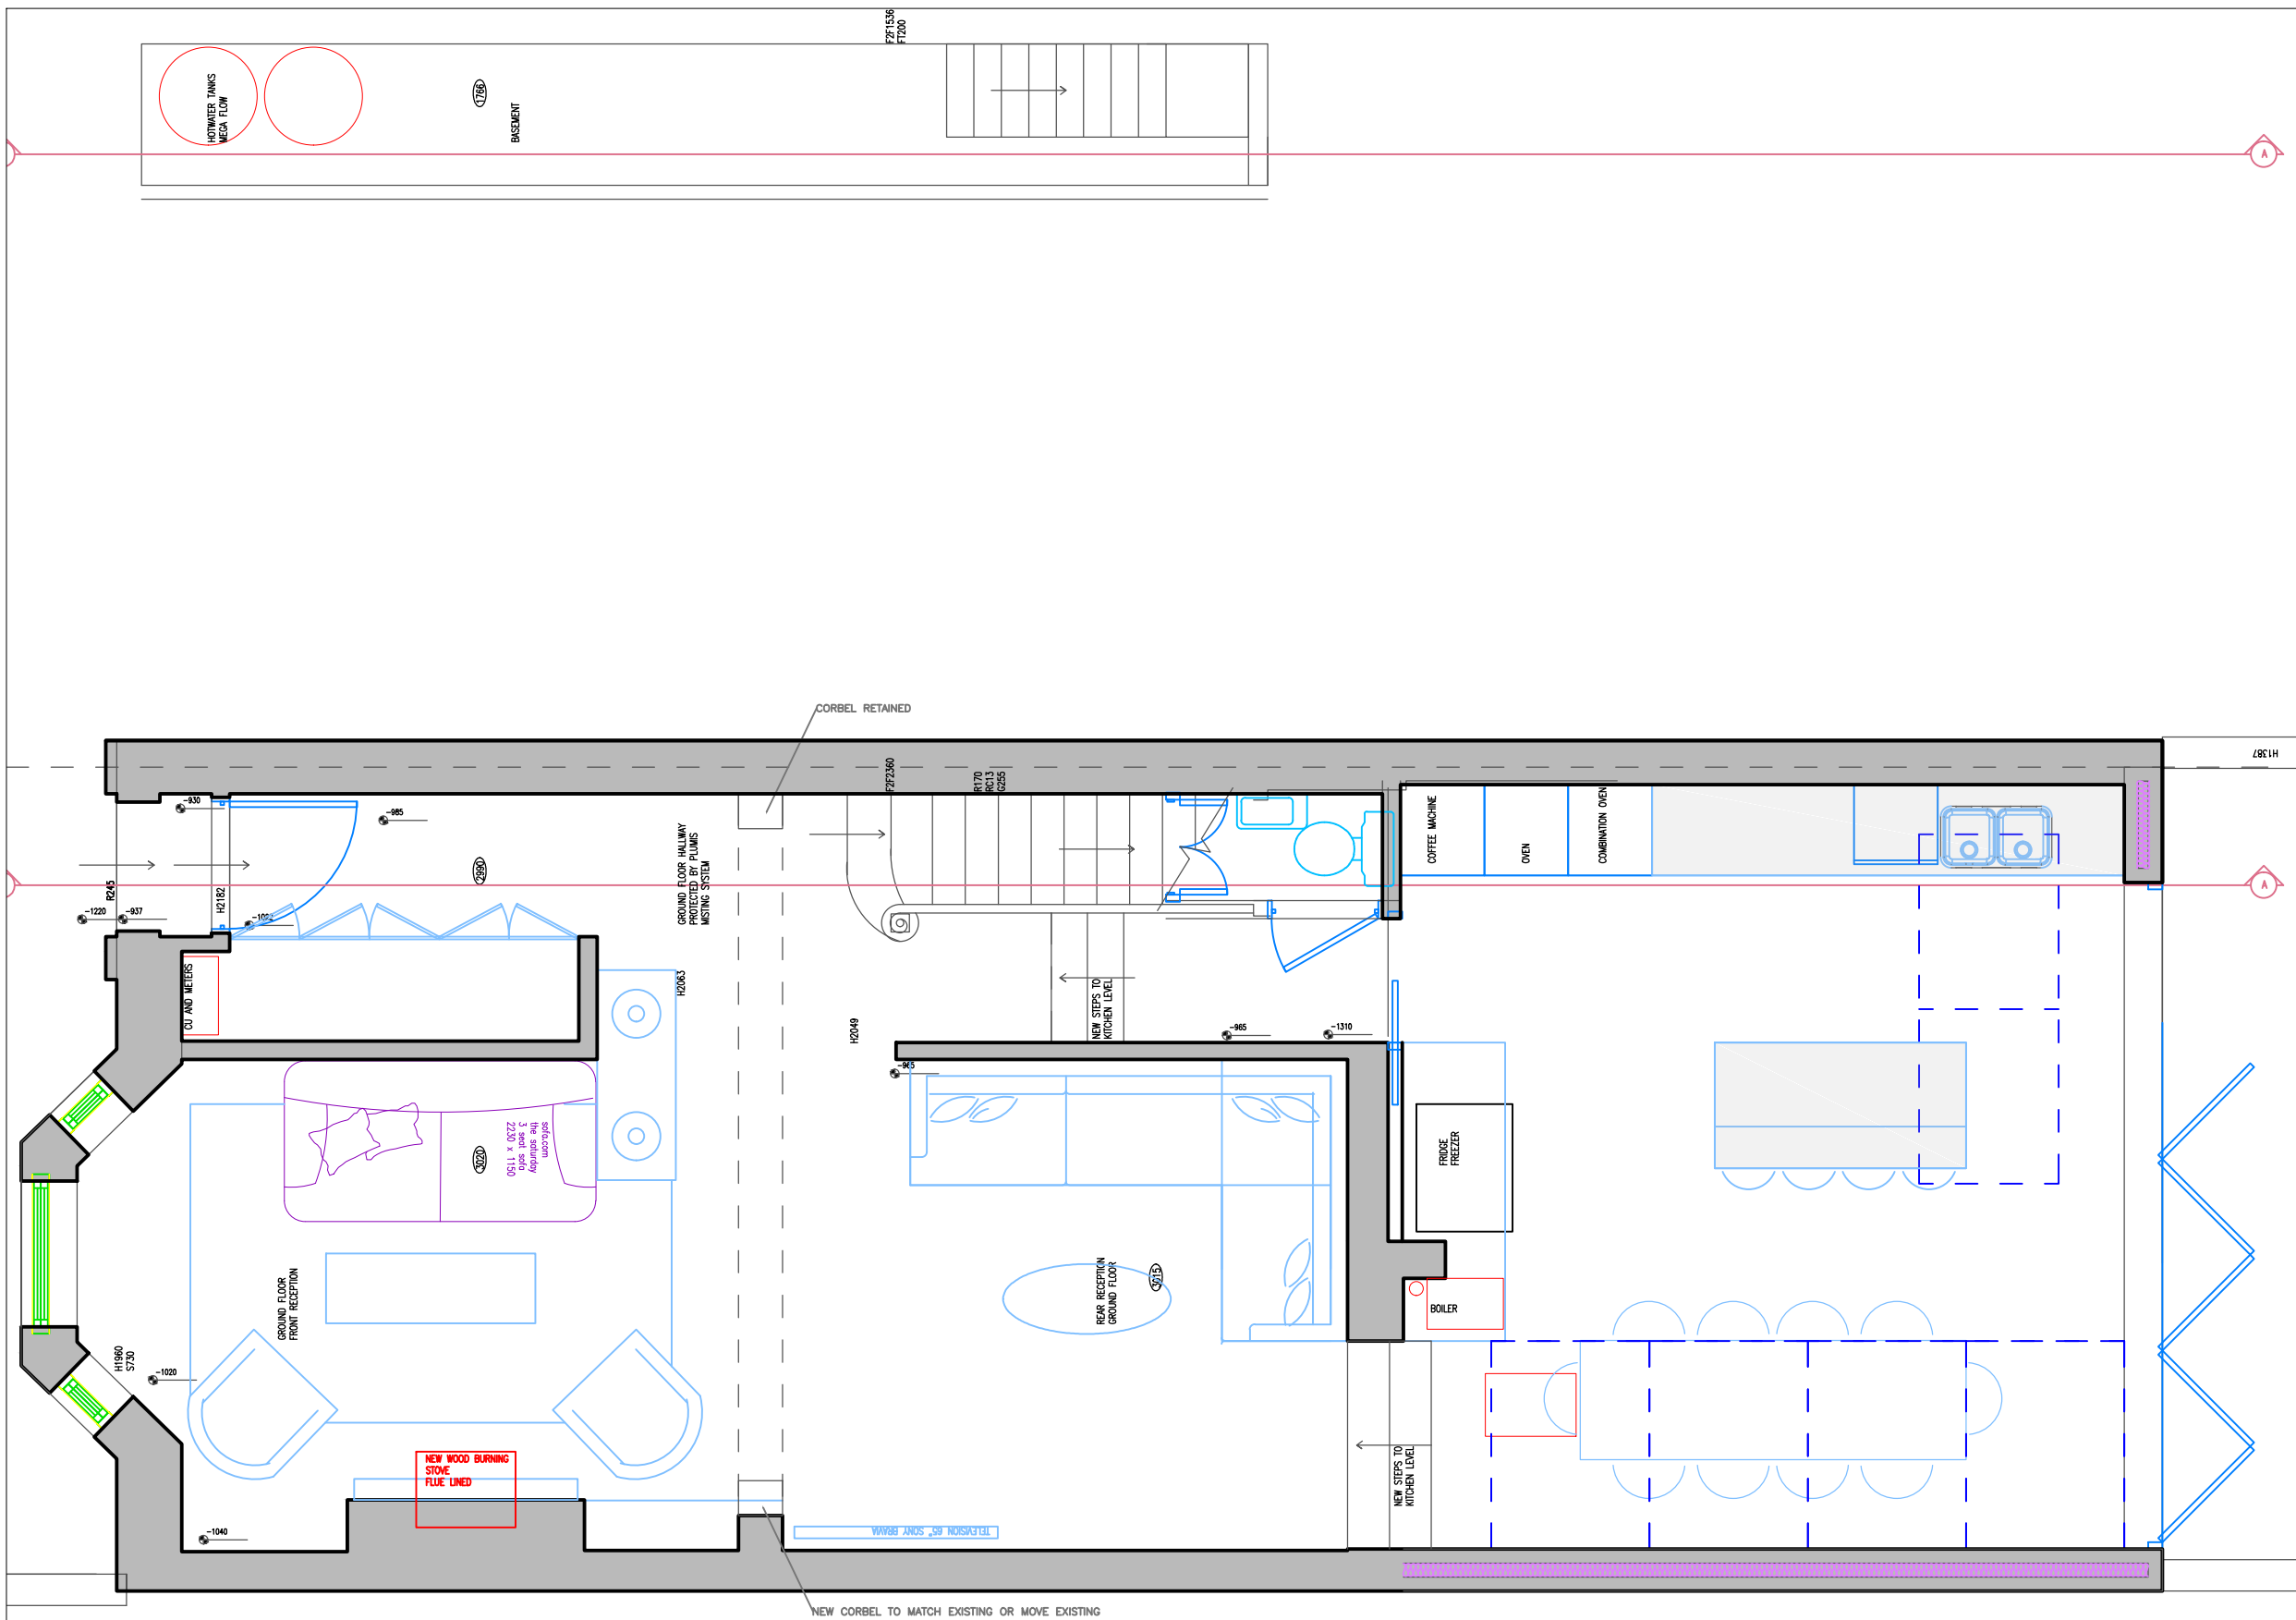 F2F1536
FT200
HOTWATER TANKS
MEGA FLOW
1766
BASEMENT
A
CORBEL RETAINED
H1387
F2F2360
R170
RC13
G255
-930
-985
COFFEE MACHINE
OVEN
COMBINATION OVEN
GROUND FLOOR HALLWAY
PROTECTED BY PLUMIS
MISTING SYSTEM
2990
R245
H2182
A
-1220
-937
CU AND METERS
H2063
H2049
NEW STEPS TO
KITCHEN LEVEL
-965
-1310
-965
sofa.com
the saturday
3 seat sofa
2230 x 1150
3020
FRIDGE
FREEZER
GROUND FLOOR
FRONT RECEPTION
REAR RECEPTION
GROUND FLOOR
3015
BOILER
H1960
S730
-1020
NEW WOOD BURNING
STOVE
FLUE LINED
NEW STEPS TO
KITCHEN LEVEL
-1040
TELEVISION 65" SONY BRAVIA
NEW CORBEL TO MATCH EXISTING OR MOVE EXISTING